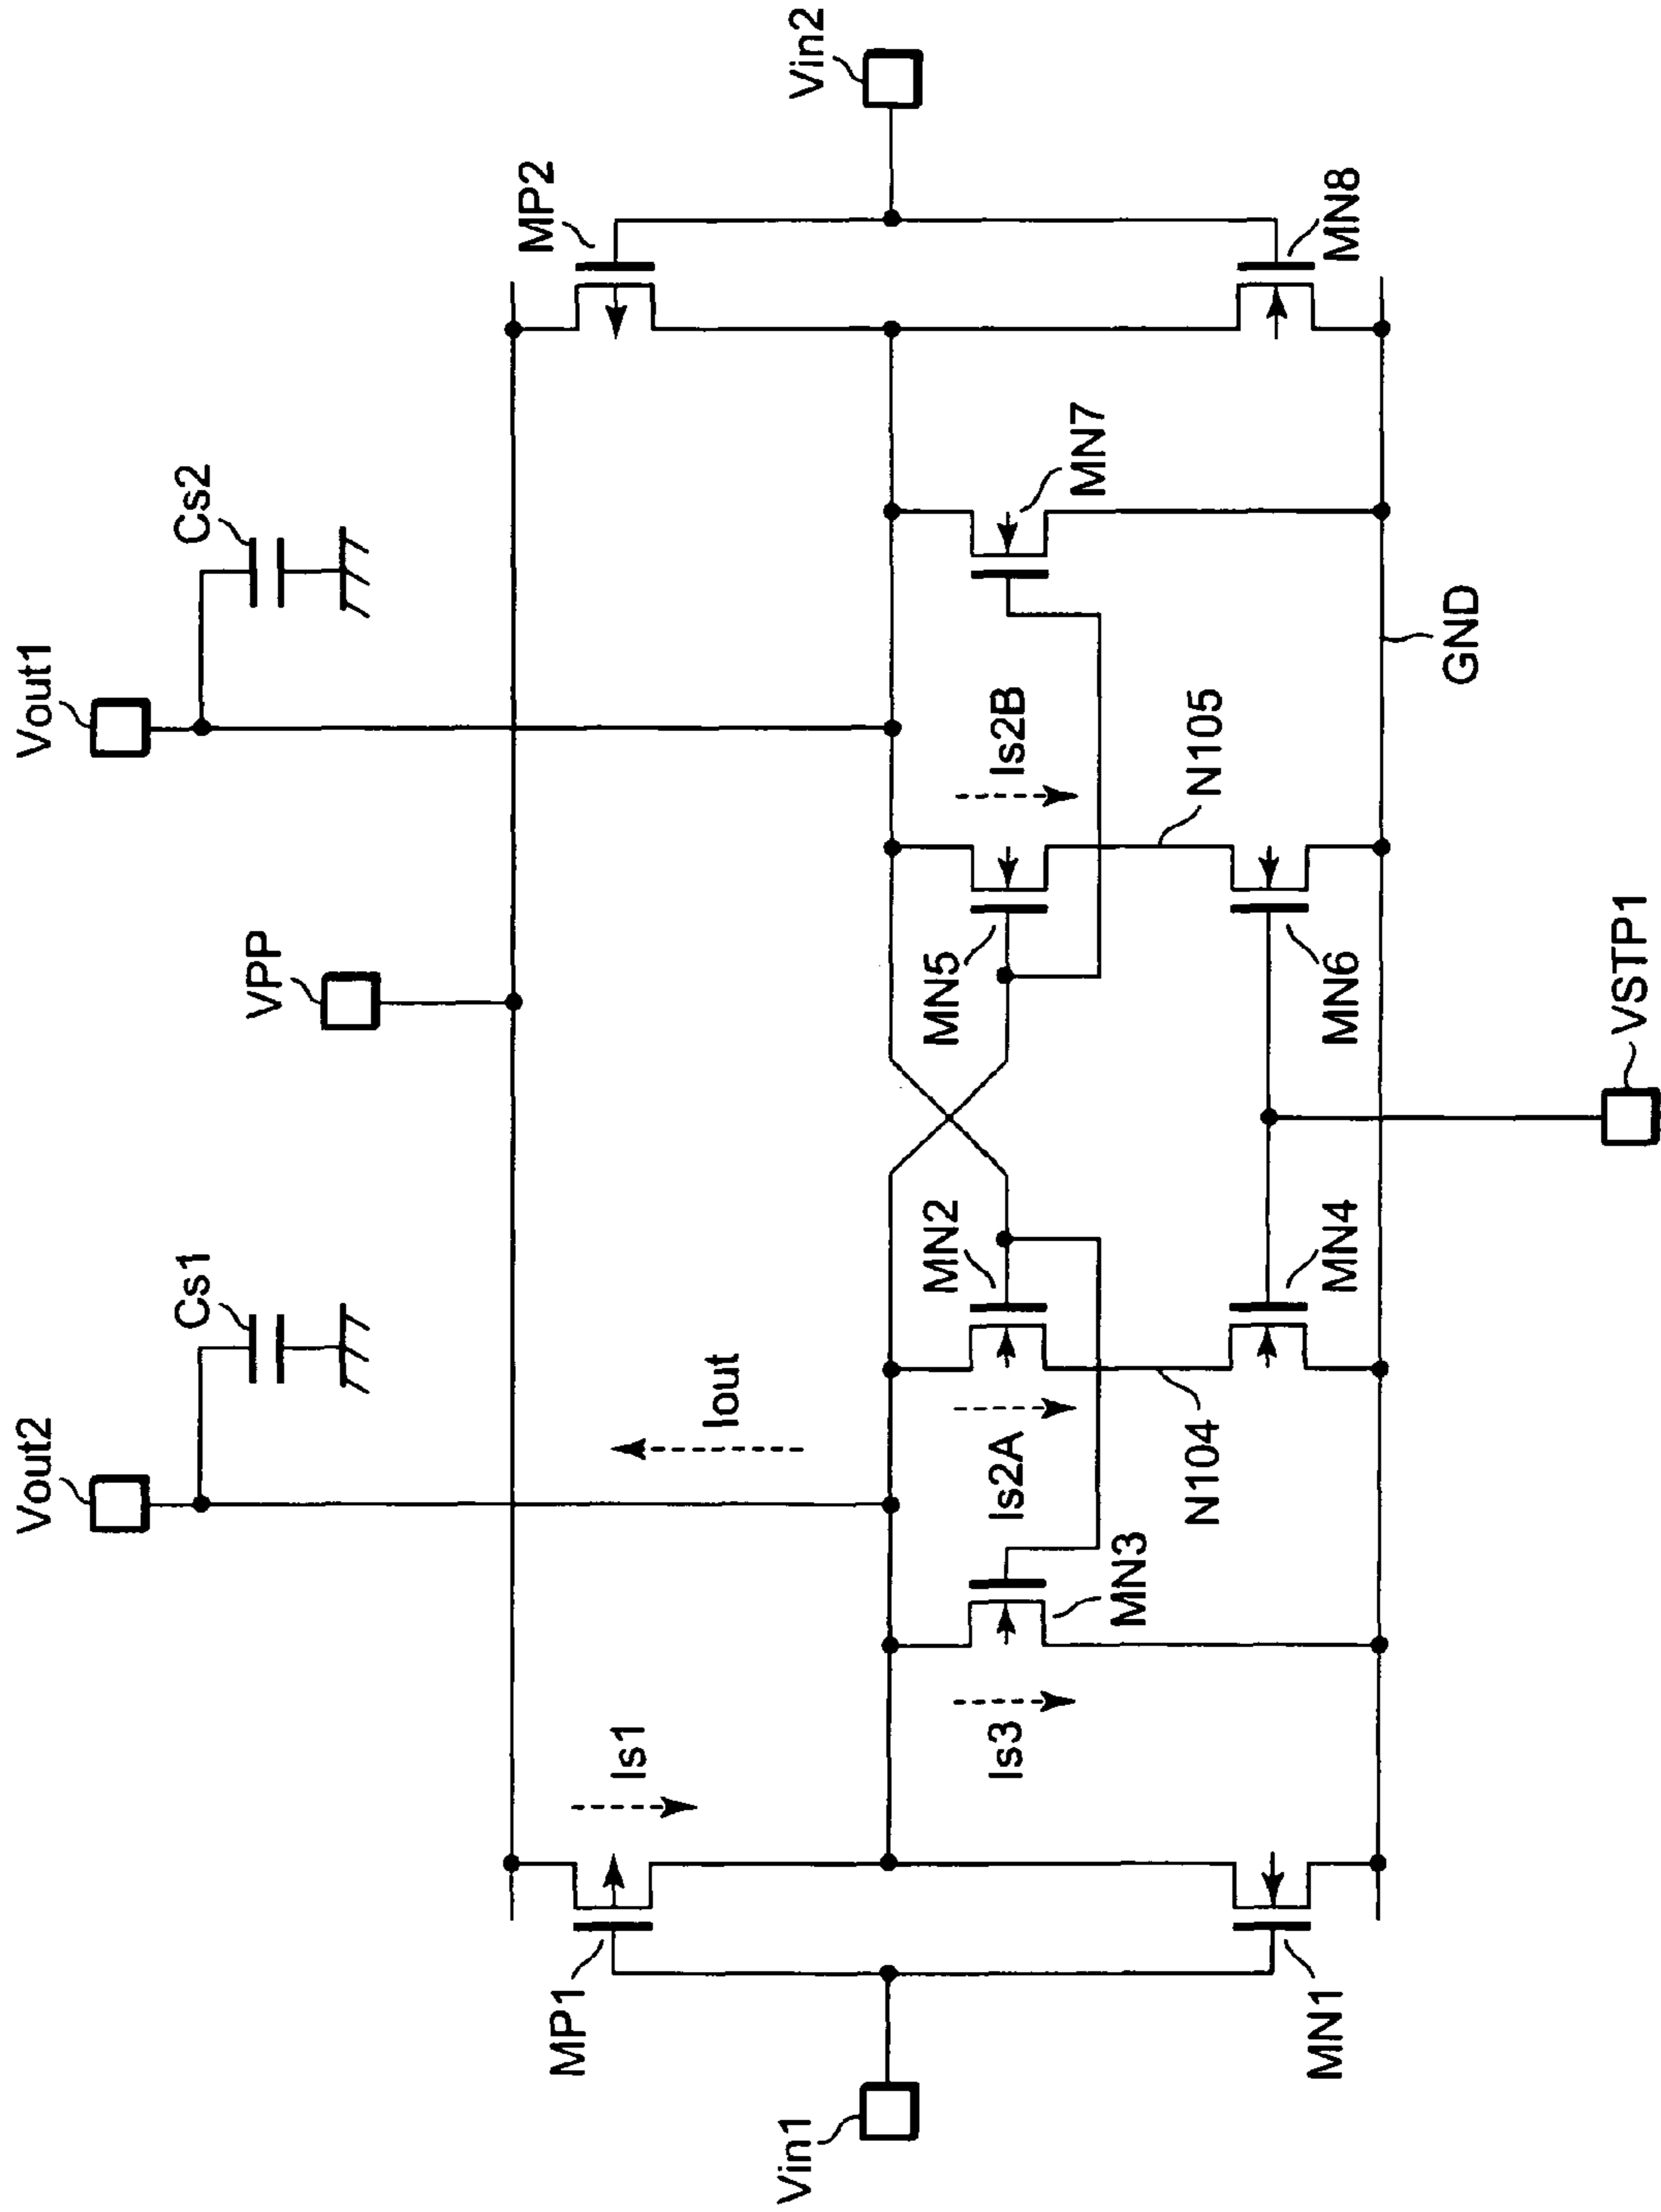 Vout2
Vout1
Cs1
Cs2
VPP
Vin1
Vin2
MP1
MP2
Is1
Iout
Is3
Is2A
Is2B
MN2
MN5
MN3
MN7
N104
N105
MN1
MN4
MN6
MN8
GND
VSTP1